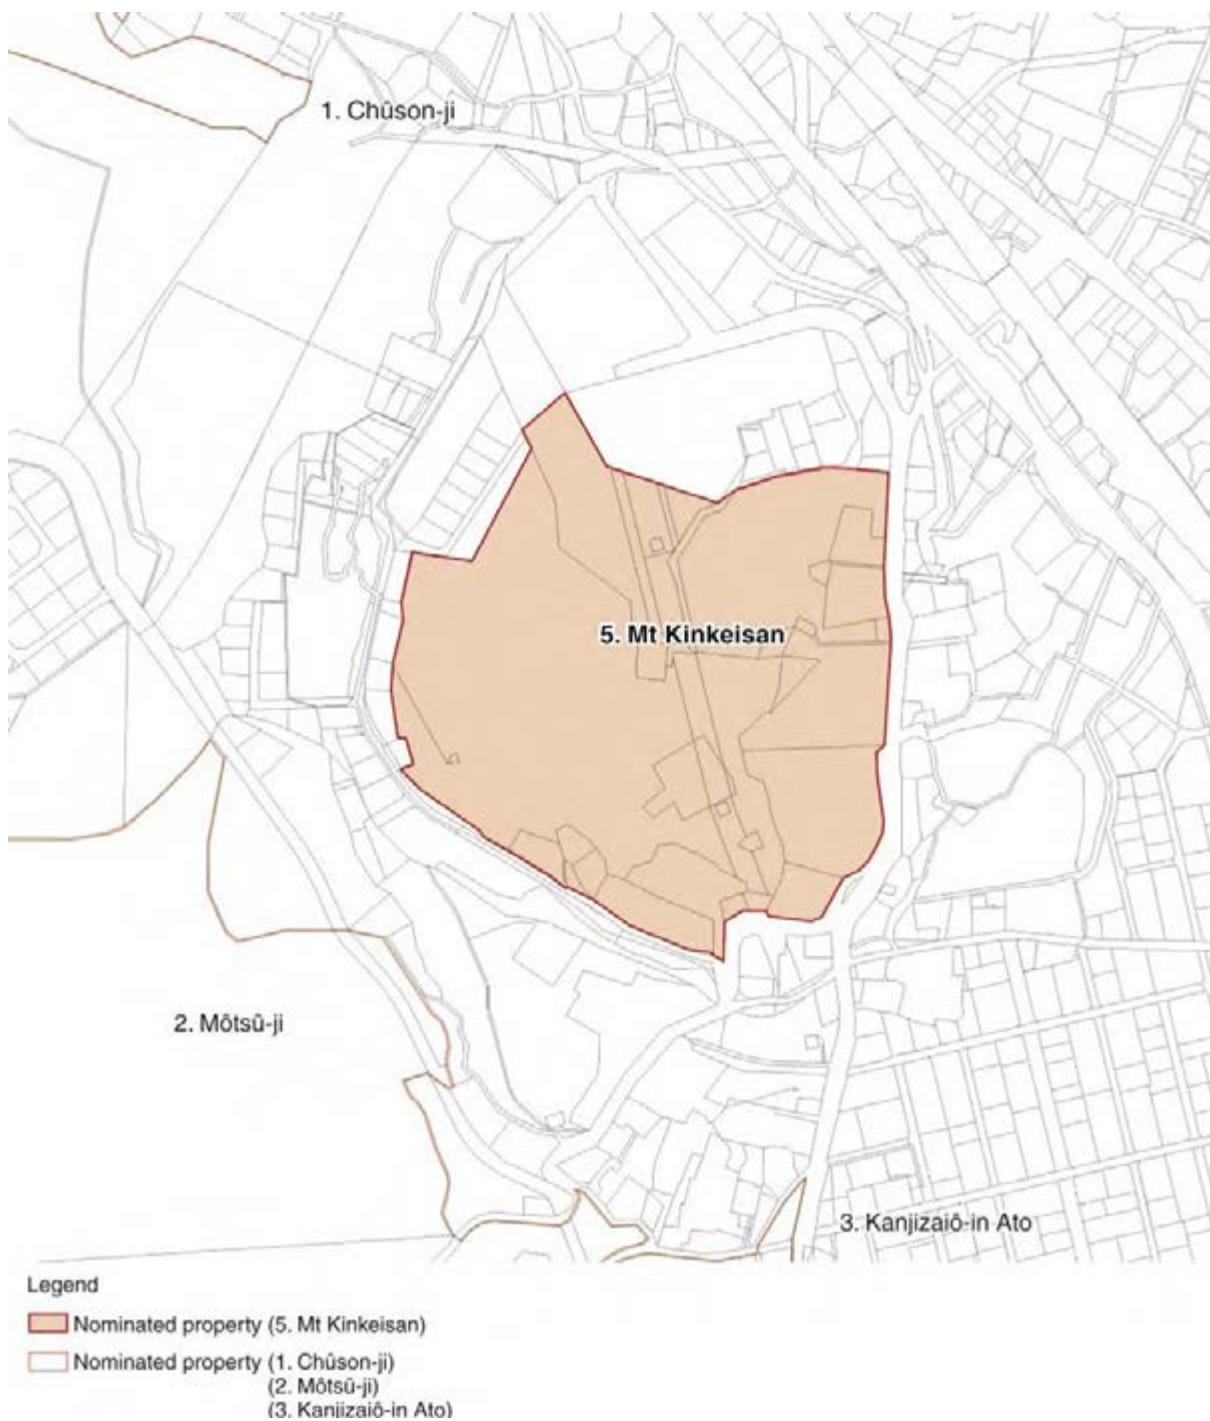 1. Chûson-ji
5. Mt Kinkeisan
2. Môtsû-ji
3. Kanjizaiô-in Ato
Legend
Nominated property (5. Mt Kinkeisan)
Nominated property (1. Chûson-ji)
(2. Môtsû-ji)
(3. Kanjizaiô-in Ato)